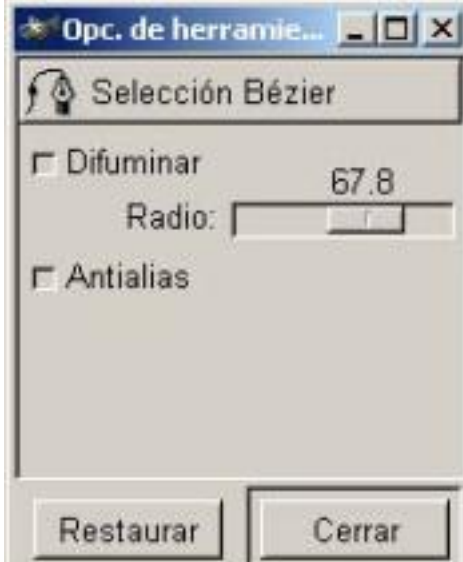 Opc. de herramie...
Selección Bézier
Difuminar
67.8
Radio:
Antialias
Restaurar
Cerrar